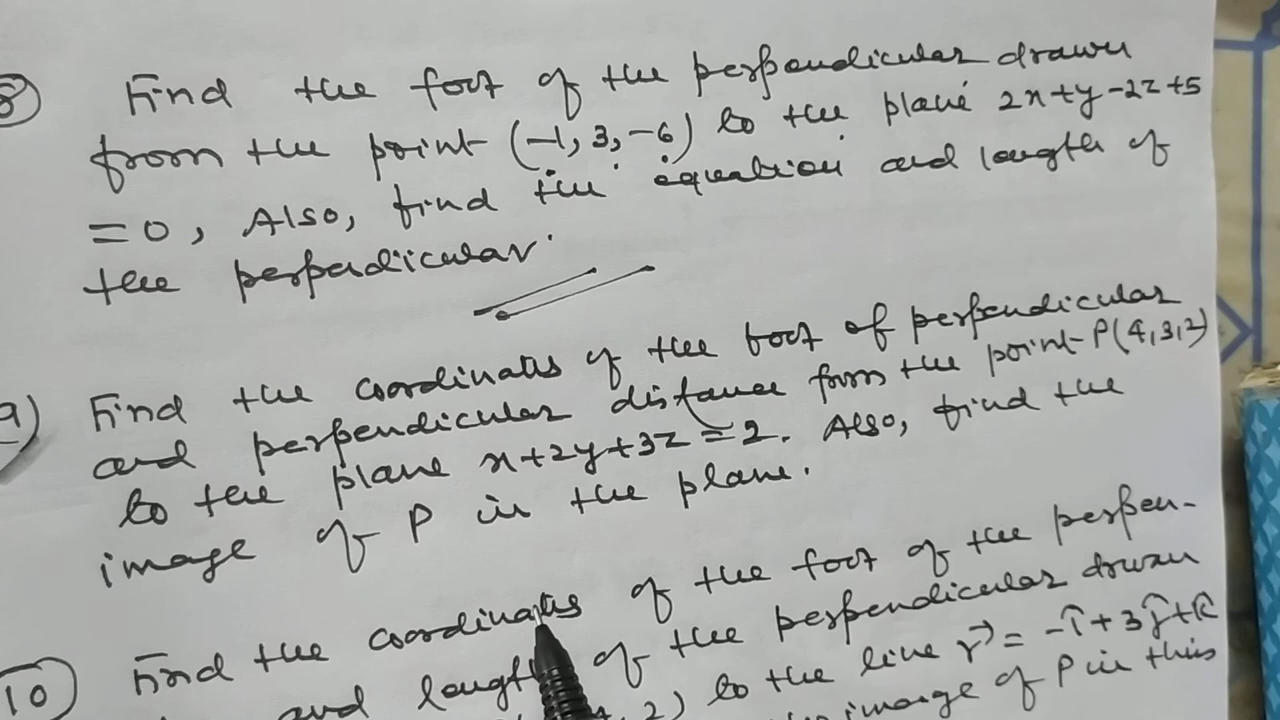 8) Find the foot of the perpendicular drawn
from the point (-1, 3, -6) to the plane 2x+y-2z+5
=0, Also, find the equation and length of
the perpendicular.
9) Find the coordinates of the foot of perpendicular
and perpendicular distance from the point P(4,3,2)
to the plane x+2y+3z=2. Also, find the
image of P in the plane.
10) Find the coordinates of the foot of the perpen-
and length of the perpendicular drawn
, 2) to the line r⃗ = -î+3ĵ+k̂
image of P in this